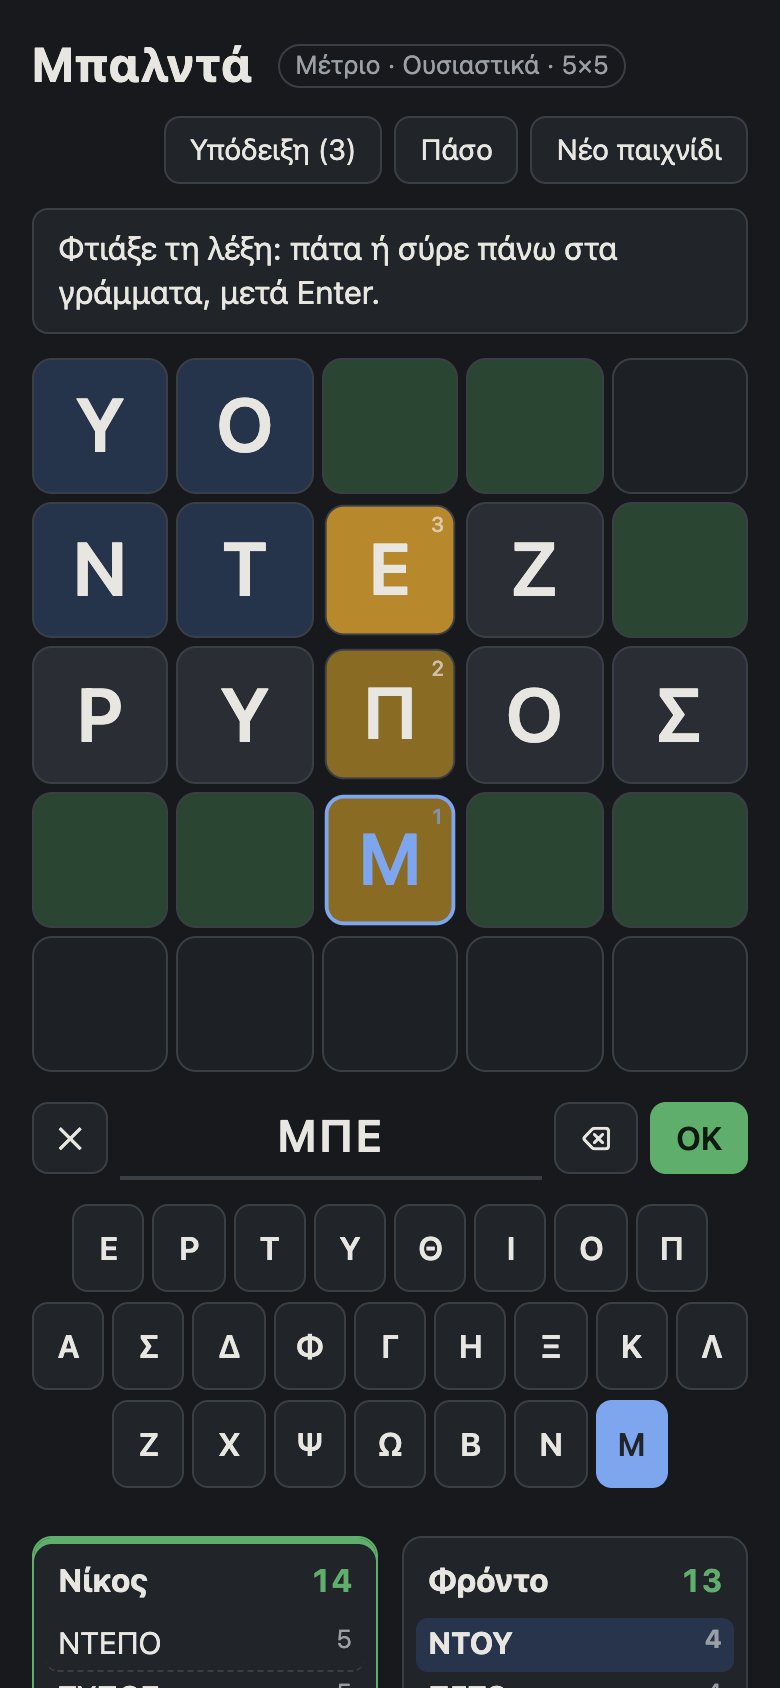 Μπαλντά
Μέτριο · Ουσιαστικά · 5×5
Υπόδειξη (3)
Πάσο
Νέο παιχνίδι
Φτιάξε τη λέξη: πάτα ή σύρε πάνω στα
γράμματα, μετά Enter.
Υ Ο
Ν Τ Ε 3 Ζ
Ρ Υ Π 2 Ο Σ
Μ 1
ΜΠΕ
OK
Ε Ρ Τ Υ Θ Ι Ο Π
Α Σ Δ Φ Γ Η Ξ Κ Λ
Ζ Χ Ψ Ω Β Ν Μ
Νίκος 14
ΝΤΕΠΟ 5
Φρόντο 13
ΝΤΟΥ 4